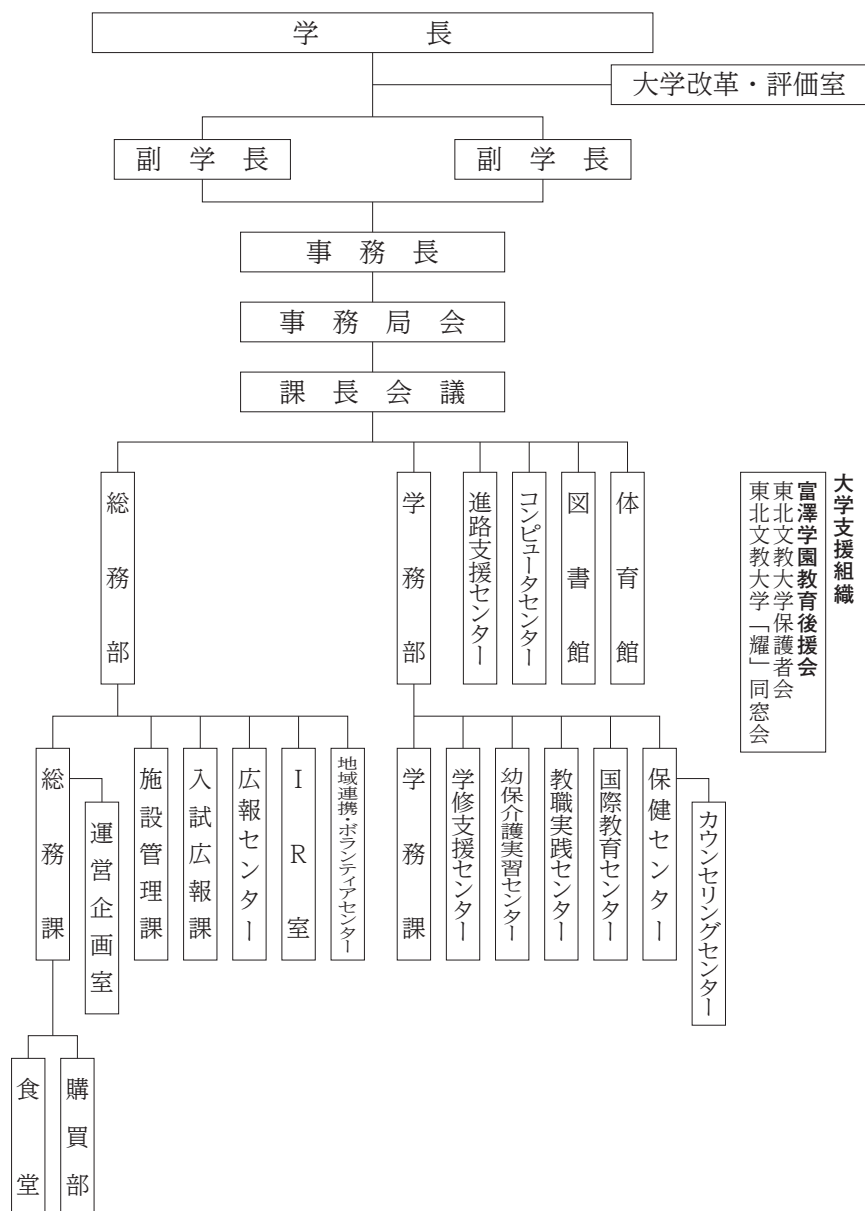 学長
大学改革・評価室
副学長
副学長
事務長
事務局会
課長会議
総務部
学務部
進路支援センター
コンピュータセンター
図書館
体育館
大学支援組織
富澤学園教育後援会
東北文教大学保護者会
東北文教大学「耀」同窓会
総務課
運営企画室
施設管理課
入試広報課
広報センター
IR室
地域連携・ボランティアセンター
学務課
学修支援センター
幼保介護実習センター
教職実践センター
国際教育センター
保健センター
カウンセリングセンター
食堂
購買部